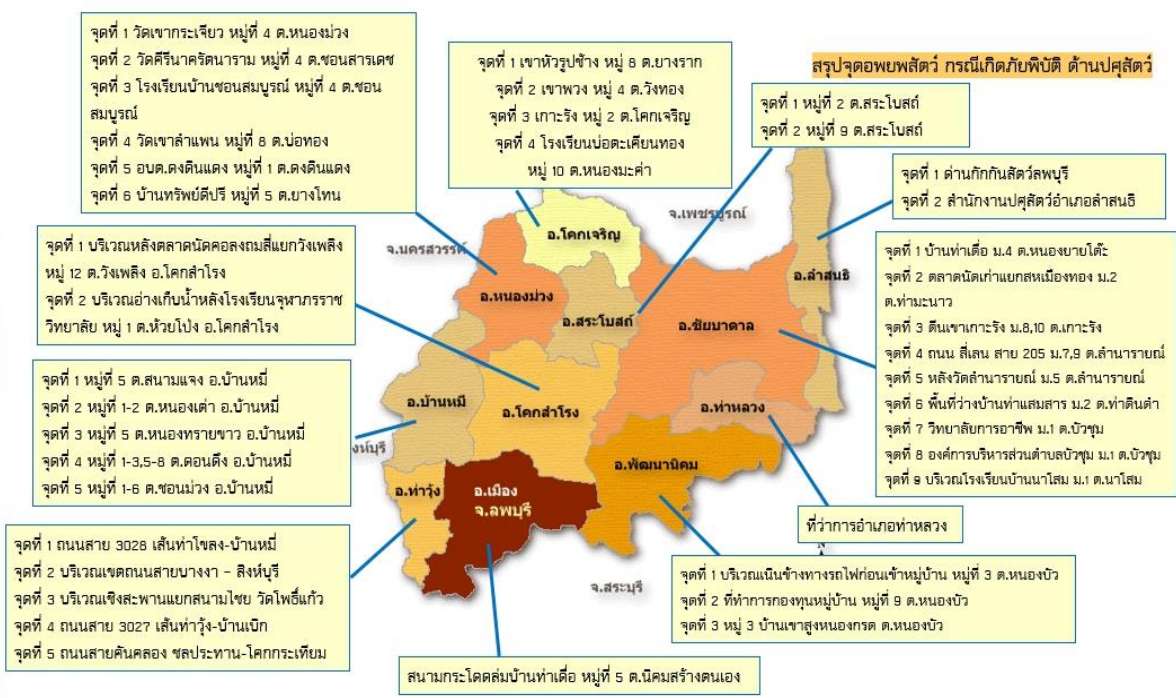 สรุปจุดอพยพสัตว์ กรณีเกิดภัยพิบัติ ด้านปศุสัตว์
จุดที่ 1 วัดเขากระเจียว หมู่ที่ 4 ต.หนองม่วง
จุดที่ 2 วัดคีรีนาครัตนาราม หมู่ที่ 4 ต.ชอนสารเดช
จุดที่ 3 โรงเรียนบ้านชอนสมบูรณ์ หมู่ที่ 4 ต.ชอน
สมบูรณ์
จุดที่ 4 วัดเขาลำแพน หมู่ที่ 8 ต.บ่อทอง
จุดที่ 5 อบต.ดงดินแดง หมู่ที่ 1 ต.ดงดินแดง
จุดที่ 6 บ้านทรัพย์ดีปรี หมู่ที่ 5 ต.ยางโทน
จุดที่ 1 เขาหัวรูปช้าง หมู่ 8 ต.ยางราก
จุดที่ 2 เขาพวง หมู่ 4 ต.วังทอง
จุดที่ 3 เกาะรัง หมู่ 2 ต.โคกเจริญ
จุดที่ 4 โรงเรียนบ่อตะเคียนทอง
หมู่ 10 ต.หนองมะค่า
จุดที่ 1 หมู่ที่ 2 ต.สระโบสถ์
จุดที่ 2 หมู่ที่ 9 ต.สระโบสถ์
จุดที่ 1 ด่านกักกันสัตว์ลพบุรี
จุดที่ 2 สำนักงานปศุสัตว์อำเภอลำสนธิ
จุดที่ 1 บริเวณหลังตลาดนัดคอลงถมสี่แยกวังเพลิง
หมู่ 12 ต.วังเพลิง อ.โคกสำโรง
จุดที่ 2 บริเวณอ่างเก็บน้ำหลังโรงเรียนจุฬาภรราช
วิทยาลัย หมู่ 1 ต.ห้วยโป่ง อ.โคกสำโรง
จุดที่ 1 บ้านท่าเดื่อ ม.4 ต.หนองยายโต๊ะ
จุดที่ 2 ตลาดนัดเก่าแยกสหเมืองทอง ม.2
ต.ท่ามะนาว
จุดที่ 3 ตีนเขาเกาะรัง ม.8,10 ต.เกาะรัง
จุดที่ 4 ถนน สี่เลน สาย 205 ม.7,9 ต.ลำนารายณ์
จุดที่ 5 หลังวัดลำนารายณ์ ม.5 ต.ลำนารายณ์
จุดที่ 6 พื้นที่ว่างบ้านท่าแสมสาร ม.2 ต.ท่าดินดำ
จุดที่ 7 วิทยาลัยการอาชีพ ม.1 ต.บัวชุม
จุดที่ 8 องค์การบริหารส่วนตำบลบัวชุม ม.1 ต.บัวชุม
จุดที่ 9 บริเวณโรงเรียนบ้านนาโสม ม.1 ต.นาโสม
จุดที่ 1 หมู่ที่ 5 ต.สนามแจง อ.บ้านหมี่
จุดที่ 2 หมู่ที่ 1-2 ต.หนองเต่า อ.บ้านหมี่
จุดที่ 3 หมู่ที่ 5 ต.หนองทรายขาว อ.บ้านหมี่
จุดที่ 4 หมู่ที่ 1-3,5-8 ต.ดอนดึง อ.บ้านหมี่
จุดที่ 5 หมู่ที่ 1-6 ต.ชอนม่วง อ.บ้านหมี่
จ.นครสวรรค์
จ.เพชรบูรณ์
อ.โคกเจริญ
อ.ลำสนธิ
อ.หนองม่วง
อ.สระโบสถ์
อ.ชัยบาดาล
อ.บ้านหมี่
อ.โคกสำโรง
อ.ท่าหลวง
งห์บุรี
อ.พัฒนานิคม
อ.ท่าวุ้ง
อ.เมือง
จ.ลพบุรี
จ.สระบุรี
ที่ว่าการอำเภอท่าหลวง
จุดที่ 1 ถนนสาย 3028 เส้นท่าโขลง-บ้านหมี่
จุดที่ 2 บริเวณเขตถนนสายบางงา – สิงห์บุรี
จุดที่ 3 บริเวณเชิงสะพานแยกสนามไชย วัดโพธิ์แก้ว
จุดที่ 4 ถนนสาย 3027 เส้นท่าวุ้ง-บ้านเบิก
จุดที่ 5 ถนนสายคันคลอง ชลประทาน-โคกกระเทียม
จุดที่ 1 บริเวณเนินข้างทางรถไฟก่อนเข้าหมู่บ้าน หมู่ที่ 3 ต.หนองบัว
จุดที่ 2 ที่ทำการกองทุนหมู่บ้าน หมู่ที่ 9 ต.หนองบัว
จุดที่ 3 หมู่ 3 บ้านเขาสูงหนองกรด ต.หนองบัว
สนามกระโดดล่มบ้านท่าเดื่อ หมู่ที่ 5 ต.นิคมสร้างตนเอง